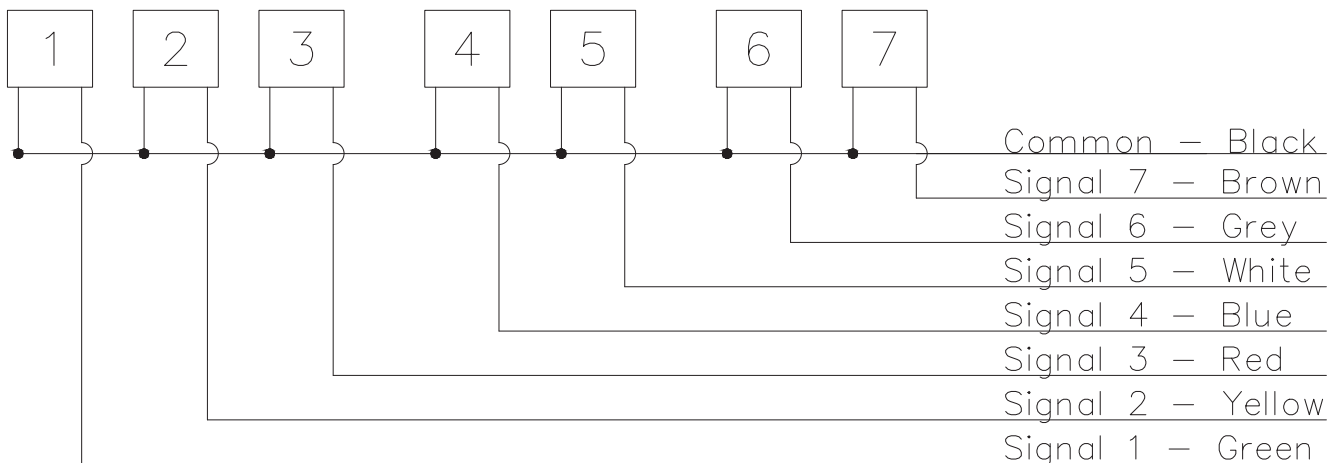 1 2 3 4 5 6 7
Common – Black
Signal 7 – Brown
Signal 6 – Grey
Signal 5 – White
Signal 4 – Blue
Signal 3 – Red
Signal 2 – Yellow
Signal 1 – Green